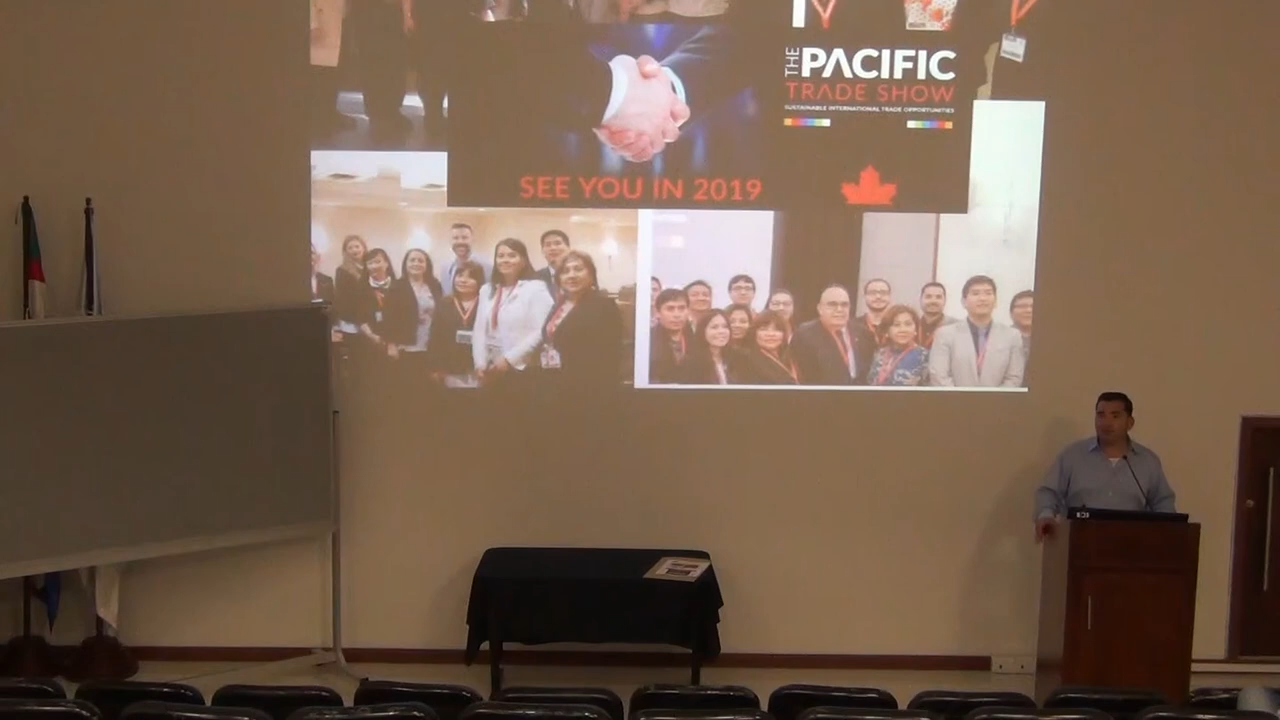 THE PACIFIC
TRADE SHOW
SUSTAINABLE INTERNATIONAL TRADE OPPORTUNITIES
SEE YOU IN 2019